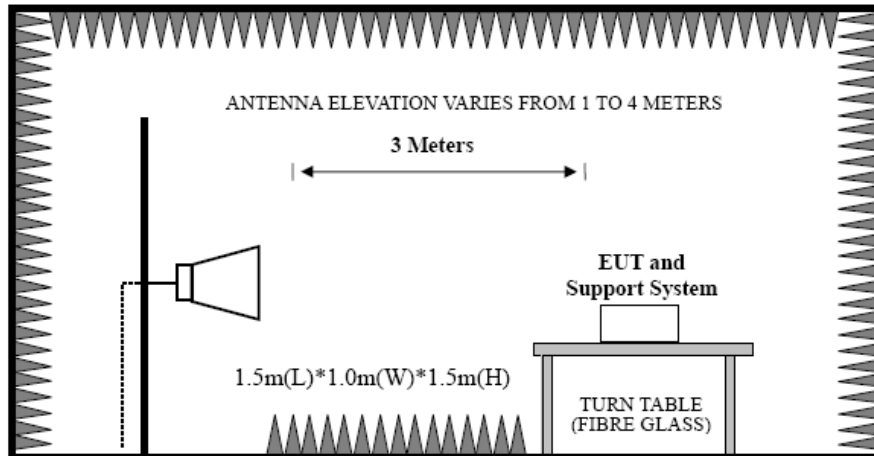 ANTENNA ELEVATION VARIES FROM 1 TO 4 METERS
3 Meters
EUT and
Support System
1.5m(L)*1.0m(W)*1.5m(H)
TURN TABLE
(FIBRE GLASS)